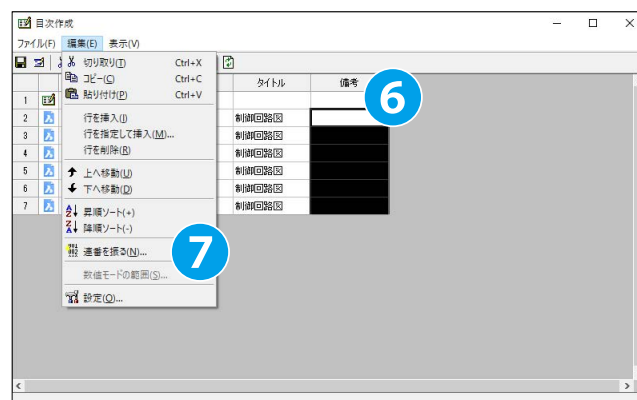 目次作成
ファイル(F) 編集(E) 表示(V)
切り取り(T) Ctrl+X
コピー(C) Ctrl+C
貼り付け(P) Ctrl+V
行を挿入(I)
行を指定して挿入(M)...
行を削除(R)
上へ移動(U)
下へ移動(D)
昇順ソート(+)
降順ソート(-)
連番を振る(N)...
数値モードの範囲(S)...
設定(O)...
タイトル 備考
1
2 制御回路図
3 制御回路図
4 制御回路図
5 制御回路図
6 制御回路図
7 制御回路図
6
7